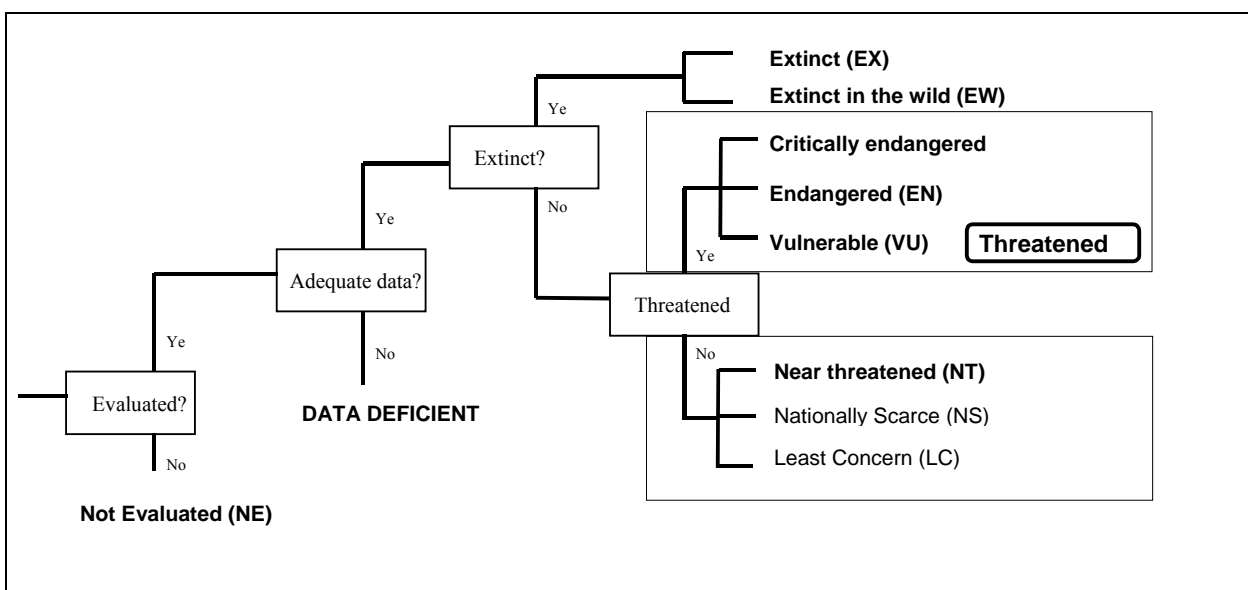 Extinct (EX)
Extinct in the wild (EW)
Ye
Extinct?
No
Critically endangered
Endangered (EN)
Vulnerable (VU)
Threatened
Ye
Ye
Adequate data?
No
Threatened
No
Near threatened (NT)
Nationally Scarce (NS)
Least Concern (LC)
Ye
Evaluated?
No
DATA DEFICIENT
Not Evaluated (NE)